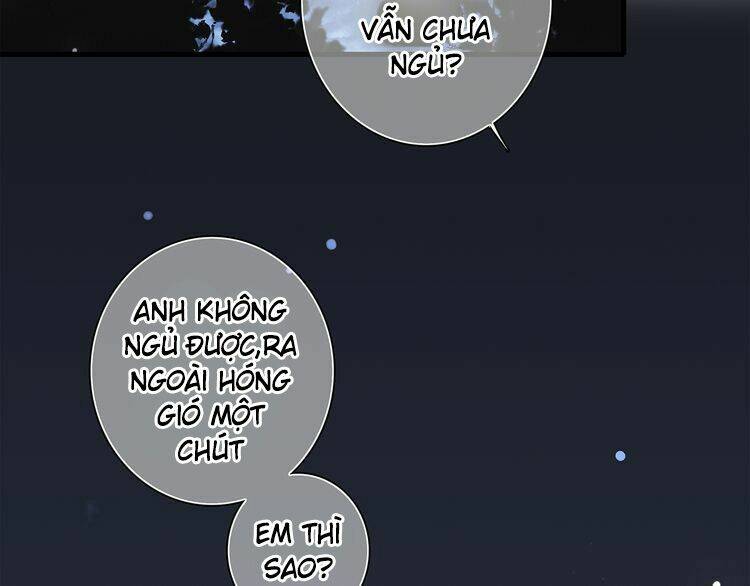 VẪN CHƯA
NGỦ?
ANH KHÔNG
NGỦ ĐƯỢC,RA
NGOÀI HÓNG
GIÓ MỘT
CHÚT
EM THÌ
SAO?